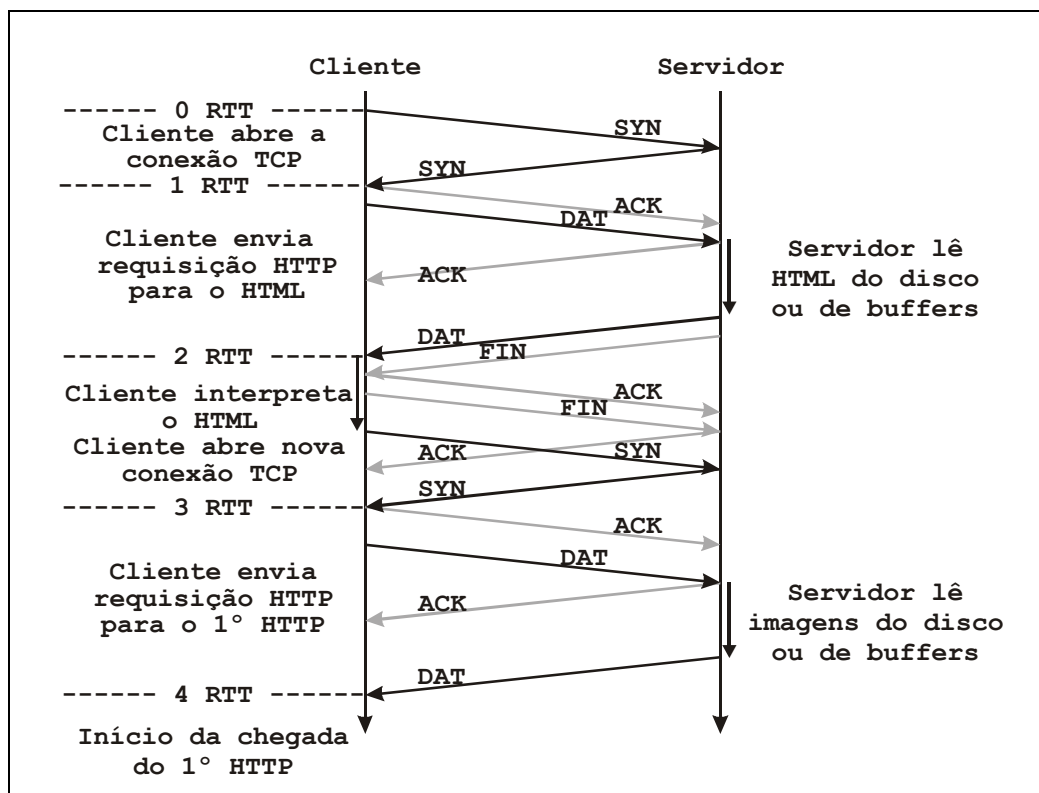 Cliente
Servidor
------ 0 RTT ------
SYN
Cliente abre a
conexão TCP
SYN
------ 1 RTT ------
ACK
DAT
Cliente envia
requisição HTTP
para o HTML
ACK
Servidor lê
HTML do disco
ou de buffers
DAT
------ 2 RTT ------
FIN
Cliente interpreta
o HTML
ACK
FIN
Cliente abre nova
conexão TCP
ACK
SYN
SYN
------ 3 RTT ------
ACK
DAT
Cliente envia
requisição HTTP
para o 1º HTTP
ACK
Servidor lê
imagens do disco
ou de buffers
DAT
------ 4 RTT ------
Início da chegada
do 1º HTTP